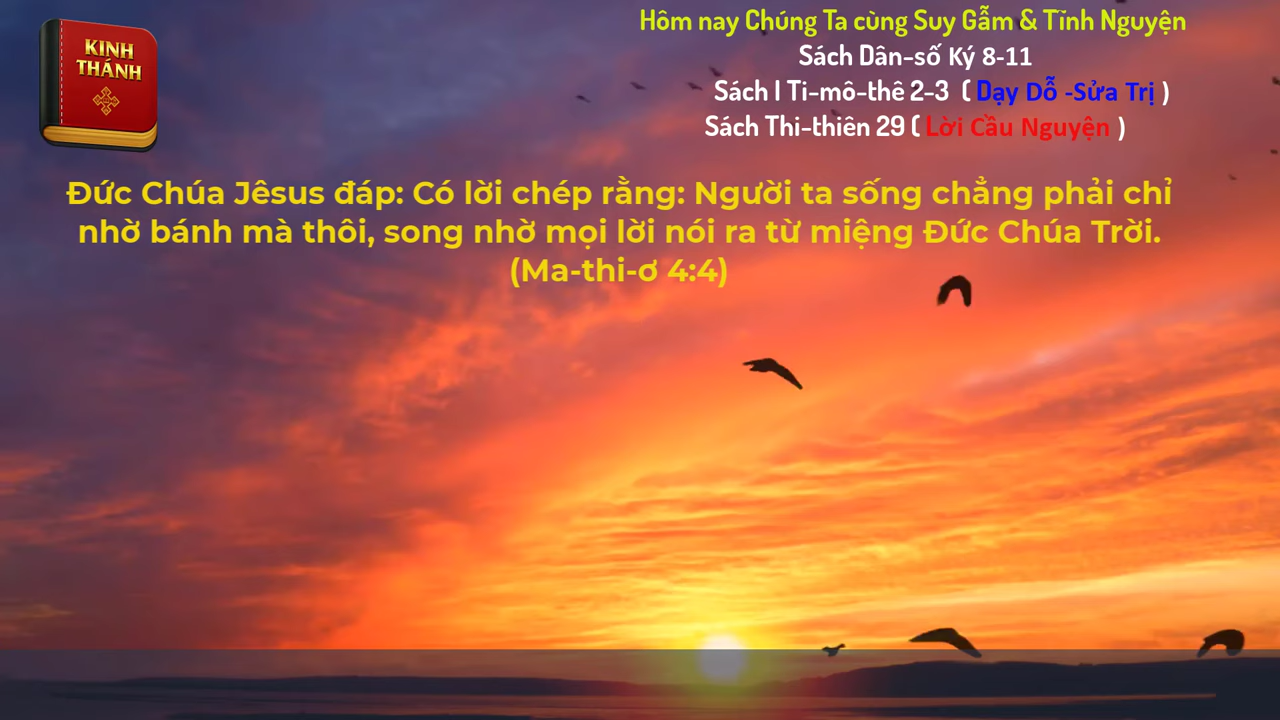 KINH
THÁNH
Hôm nay Chúng Ta cùng Suy Gẫm & Tĩnh Nguyện
Sách Dân-số Ký 8-11
Sách I Ti-mô-thê 2-3 ( Dạy Dỗ -Sửa Trị )
Sách Thi-thiên 29 ( Lời Cầu Nguyện )
Đức Chúa Jêsus đáp: Có lời chép rằng: Người ta sống chẳng phải chỉ
nhờ bánh mà thôi, song nhờ mọi lời nói ra từ miệng Đức Chúa Trời.
(Ma-thi-ơ 4:4)